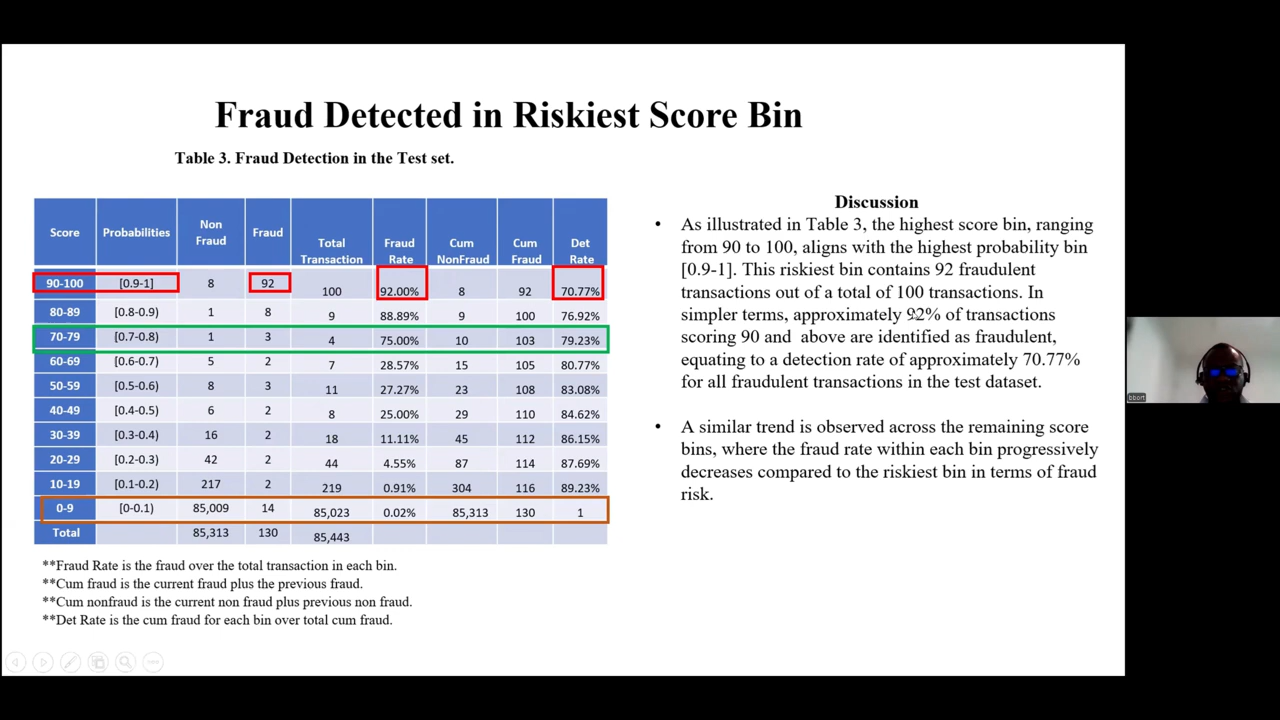 Fraud Detected in Riskiest Score Bin
Table 3. Fraud Detection in the Test set.
Score Probabilities Non Fraud Fraud Total Transaction Fraud Rate Cum NonFraud Cum Fraud Det Rate
90-100 [0.9-1] 8 92 100 92.00% 8 92 70.77%
80-89 [0.8-0.9) 1 8 9 88.89% 9 100 76.92%
70-79 [0.7-0.8) 1 3 4 75.00% 10 103 79.23%
60-69 [0.6-0.7) 5 2 7 28.57% 15 105 80.77%
50-59 [0.5-0.6) 8 3 11 27.27% 23 108 83.08%
40-49 [0.4-0.5) 6 2 8 25.00% 29 110 84.62%
30-39 [0.3-0.4) 16 2 18 11.11% 45 112 86.15%
20-29 [0.2-0.3) 42 2 44 4.55% 87 114 87.69%
10-19 [0.1-0.2) 217 2 219 0.91% 304 116 89.23%
0-9 [0-0.1) 85,009 14 85,023 0.02% 85,313 130 1
Total 85,313 130 85,443
**Fraud Rate is the fraud over the total transaction in each bin.
**Cum fraud is the current fraud plus the previous fraud.
**Cum nonfraud is the current non fraud plus previous non fraud.
**Det Rate is the cum fraud for each bin over total cum fraud.
Discussion
• As illustrated in Table 3, the highest score bin, ranging
from 90 to 100, aligns with the highest probability bin
[0.9-1]. This riskiest bin contains 92 fraudulent
transactions out of a total of 100 transactions. In
simpler terms, approximately 92% of transactions
scoring 90 and above are identified as fraudulent,
equating to a detection rate of approximately 70.77%
for all fraudulent transactions in the test dataset.
• A similar trend is observed across the remaining score
bins, where the fraud rate within each bin progressively
decreases compared to the riskiest bin in terms of fraud
risk.
bbort